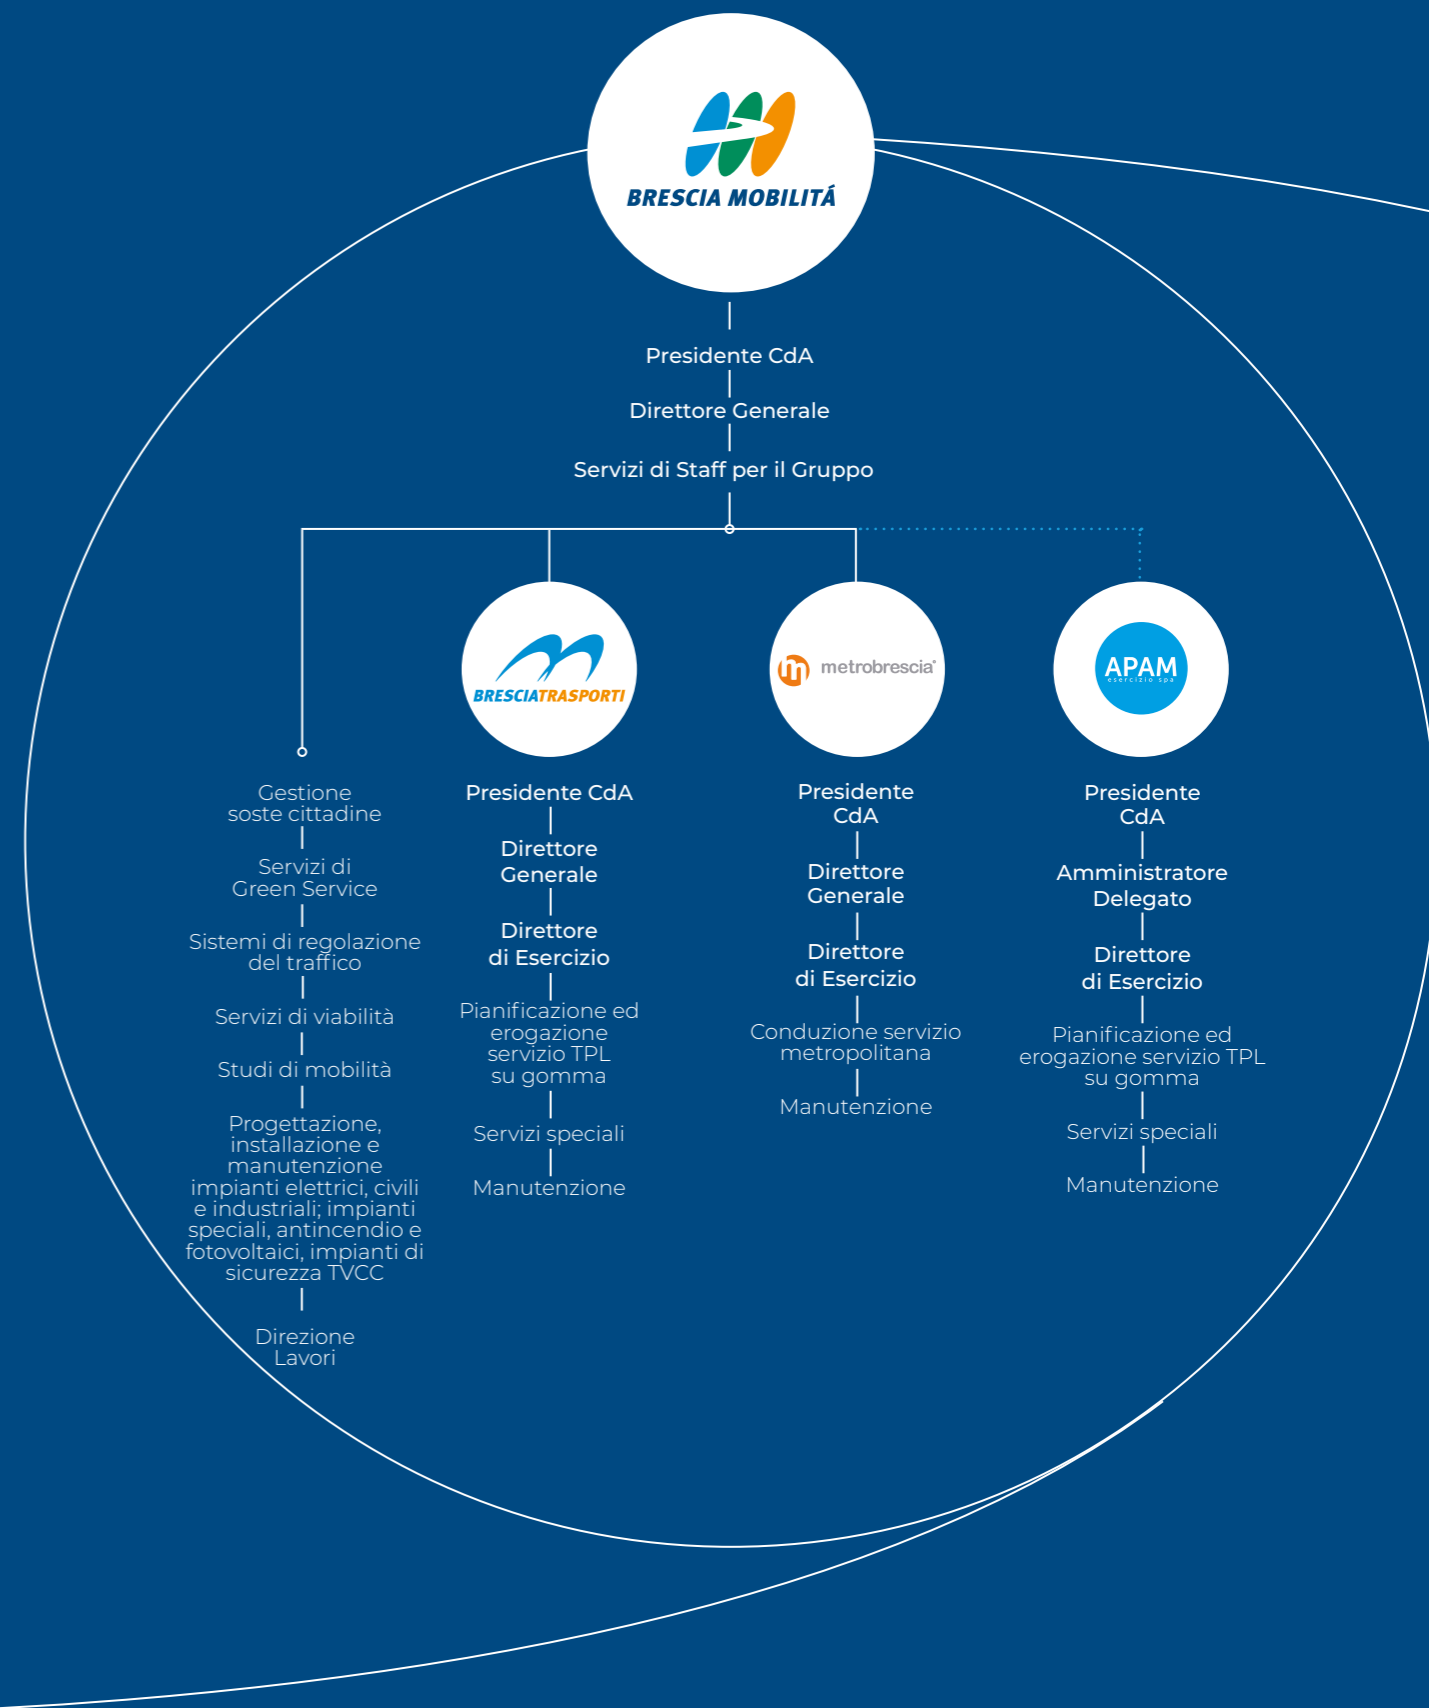 BRESCIA MOBILITÁ
Presidente CdA
Direttore Generale
Servizi di Staff per il Gruppo
Gestione
soste cittadine
Servizi di
Green Service
Sistemi di regolazione
del traffico
Servizi di viabilità
Studi di mobilità
Progettazione,
installazione e
manutenzione
impianti elettrici, civili
e industriali; impianti
speciali, antincendio e
fotovoltaici, impianti di
sicurezza TVCC
Direzione
Lavori
BRESCIATRASPORTI
Presidente CdA
Direttore
Generale
Direttore
di Esercizio
Pianificazione ed
erogazione
servizio TPL
su gomma
Servizi speciali
Manutenzione
m metrobrescia®
Presidente
CdA
Direttore
Generale
Direttore
di Esercizio
Conduzione servizio
metropolitana
Manutenzione
APAM
esercizio spa
Presidente
CdA
Amministratore
Delegato
Direttore
di Esercizio
Pianificazione ed
erogazione servizio TPL
su gomma
Servizi speciali
Manutenzione